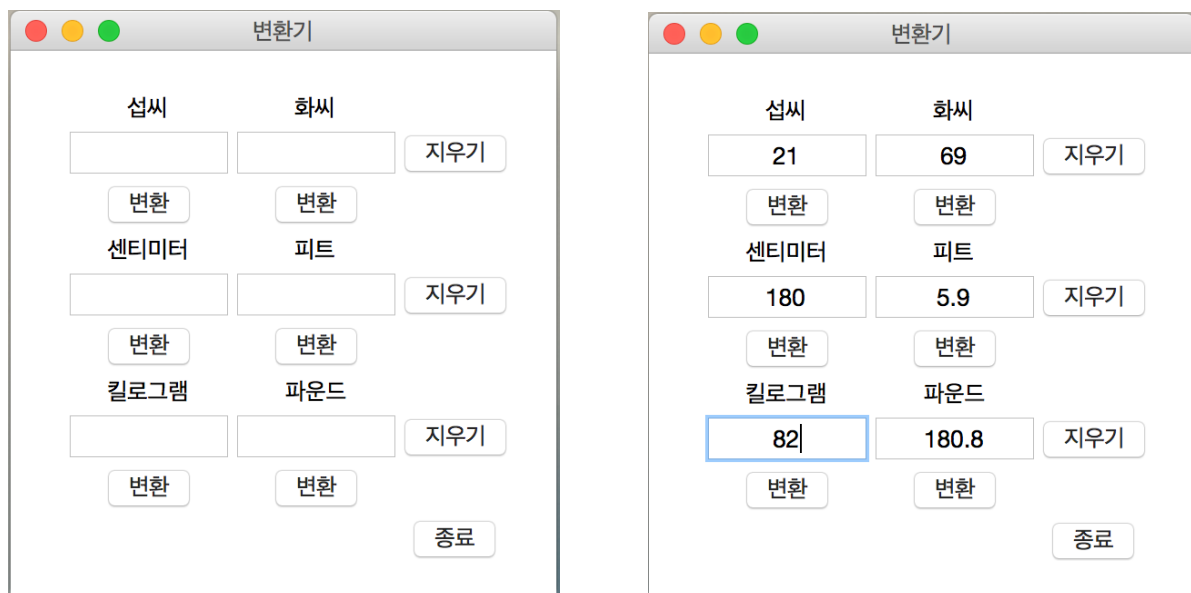 변환기
섭씨 화씨
지우기
변환 변환
센티미터 피트
지우기
변환 변환
킬로그램 파운드
지우기
변환 변환
종료
변환기
섭씨 화씨
21 69 지우기
변환 변환
센티미터 피트
180 5.9 지우기
변환 변환
킬로그램 파운드
82 180.8 지우기
변환 변환
종료